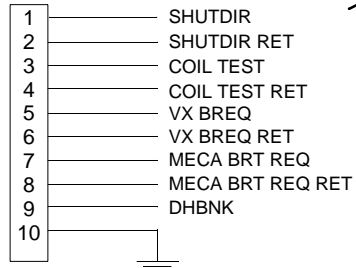 1 SHUTDIR
2 SHUTDIR RET
3 COIL TEST
4 COIL TEST RET
5 VX BREQ
6 VX BREQ RET
7 MECA BRT REQ
8 MECA BRT REQ RET
9 DHBNK
10